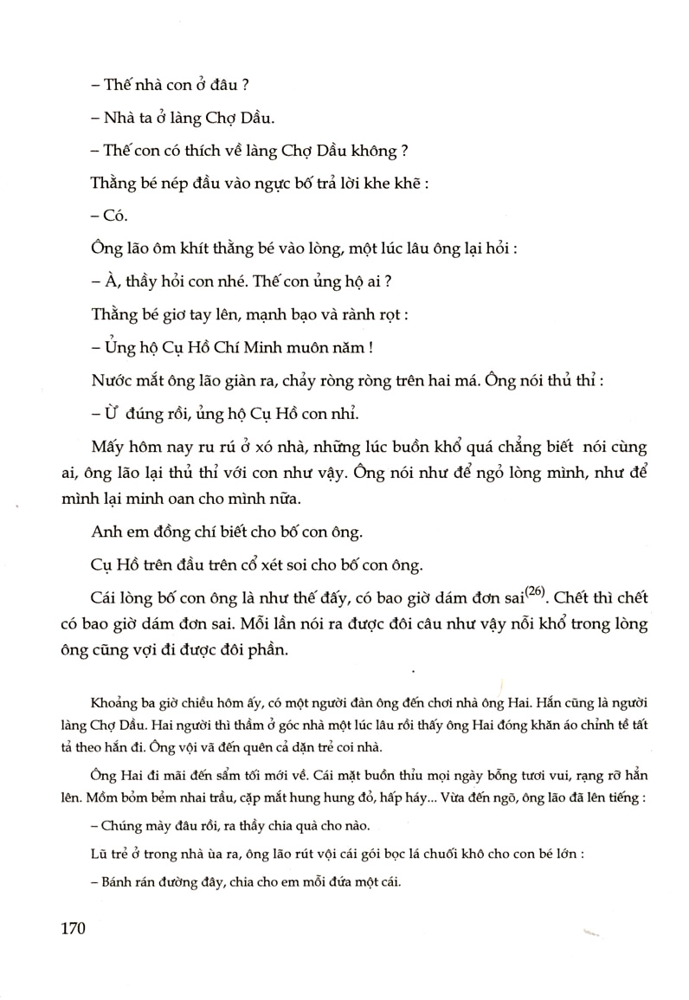 – Thế nhà con ở đâu ?
– Nhà ta ở làng Chợ Dầu.
– Thế con có thích về làng Chợ Dầu không ?
Thằng bé nép đầu vào ngực bố trả lời khe khẽ :
– Có.
Ông lão ôm khít thằng bé vào lòng, một lúc lâu ông lại hỏi :
– À, thầy hỏi con nhé. Thế con ủng hộ ai ?
Thằng bé giơ tay lên, mạnh bạo và rành rọt :
– Ủng hộ Cụ Hồ Chí Minh muôn năm !
Nước mắt ông lão giàn ra, chảy ròng ròng trên hai má. Ông nói thủ thỉ :
– Ừ đúng rồi, ủng hộ Cụ Hồ con nhỉ.
Mấy hôm nay ru rú ở xó nhà, những lúc buồn khổ quá chẳng biết nói cùng
ai, ông lão lại thủ thỉ với con như vậy. Ông nói như để ngỏ lòng mình, như để
mình lại minh oan cho mình nữa.
Anh em đồng chí biết cho bố con ông.
Cụ Hồ trên đầu trên cổ xét soi cho bố con ông.
Cái lòng bố con ông là như thế đấy, có bao giờ dám đơn sai(26). Chết thì chết
có bao giờ dám đơn sai. Mỗi lần nói ra được đôi câu như vậy nỗi khổ trong lòng
ông cũng vợi đi được đôi phần.
Khoảng ba giờ chiều hôm ấy, có một người đàn ông đến chơi nhà ông Hai. Hắn cũng là người
làng Chợ Dầu. Hai người thì thầm ở góc nhà một lúc lâu rồi thấy ông Hai đóng khăn áo chỉnh tề tất
tả theo hắn đi. Ông vội vã đến quên cả dặn trẻ coi nhà.
Ông Hai đi mãi đến sẩm tối mới về. Cái mặt buồn thỉu mọi ngày bỗng tươi vui, rạng rỡ hẳn
lên. Mồm bỏm bẻm nhai trầu, cặp mắt hung hung đỏ, hấp háy... Vừa đến ngõ, ông lão đã lên tiếng :
– Chúng mày đâu rồi, ra thầy chia quà cho nào.
Lũ trẻ ở trong nhà ùa ra, ông lão rút vội cái gói bọc lá chuối khô cho con bé lớn :
– Bánh rán đường đây, chia cho em mỗi đứa một cái.
170